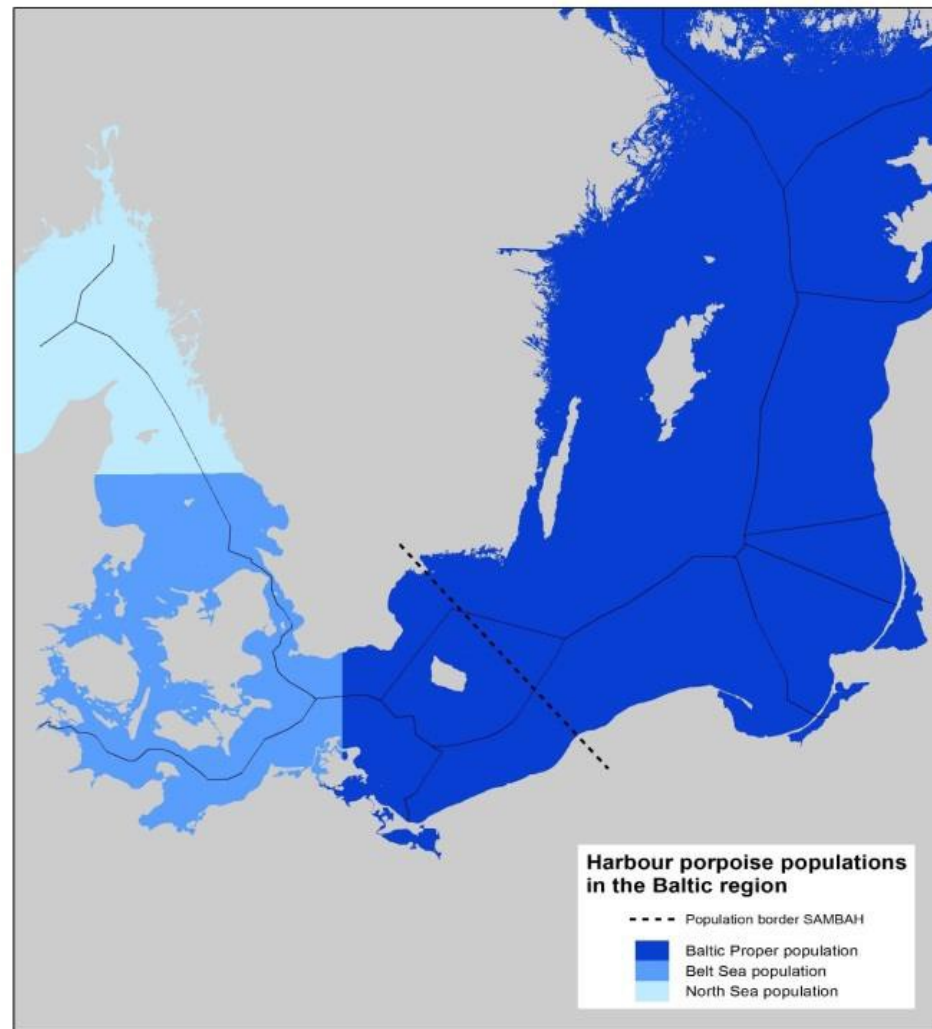 Harbour porpoise populations
in the Baltic region
Population border SAMBAH
Baltic Proper population
Belt Sea population
North Sea population